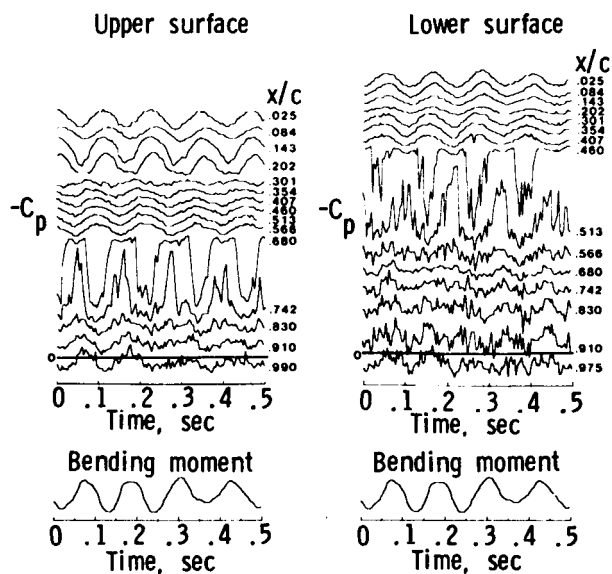 Upper surface
x/c
.025
.084
.143
.202
.301
.354
.407
.460
.513
.566
.680
-Cp
.742
.830
.910
0
.990
0 .1 .2 .3 .4 .5
Time, sec
Bending moment
0 .1 .2 .3 .4 .5
Time, sec
Lower surface
x/c
.025
.084
.143
.202
.301
.354
.407
.460
-Cp
.513
.566
.680
.742
.830
.910
0
.975
0 .1 .2 .3 .4 .5
Time, sec
Bending moment
0 .1 .2 .3 .4 .5
Time, sec